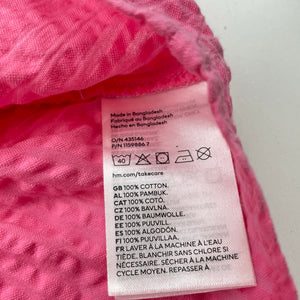 Made in Bangladesh
Fabriqué au Bangladesh
Hecho en Bangladesh
O/N 435146
P/N 1159886.7
40
hm.com/takecare
GB 100% COTTON.
AL 100% PAMBUK.
CAT 100% COTÓ.
CZ 100% BAVLNA.
DE 100% BAUMWOLLE.
EE 100% PUUVILL.
ES 100% ALGODÓN.
FI 100% PUUVILLAA.
FR LAVER À LA MACHINE À L'EAU
TIÈDE. BLANCHIR SANS CHLORE SI
NÉCESSAIRE. SÉCHER À LA MACHINE
CYCLE MOYEN. REPASSER À